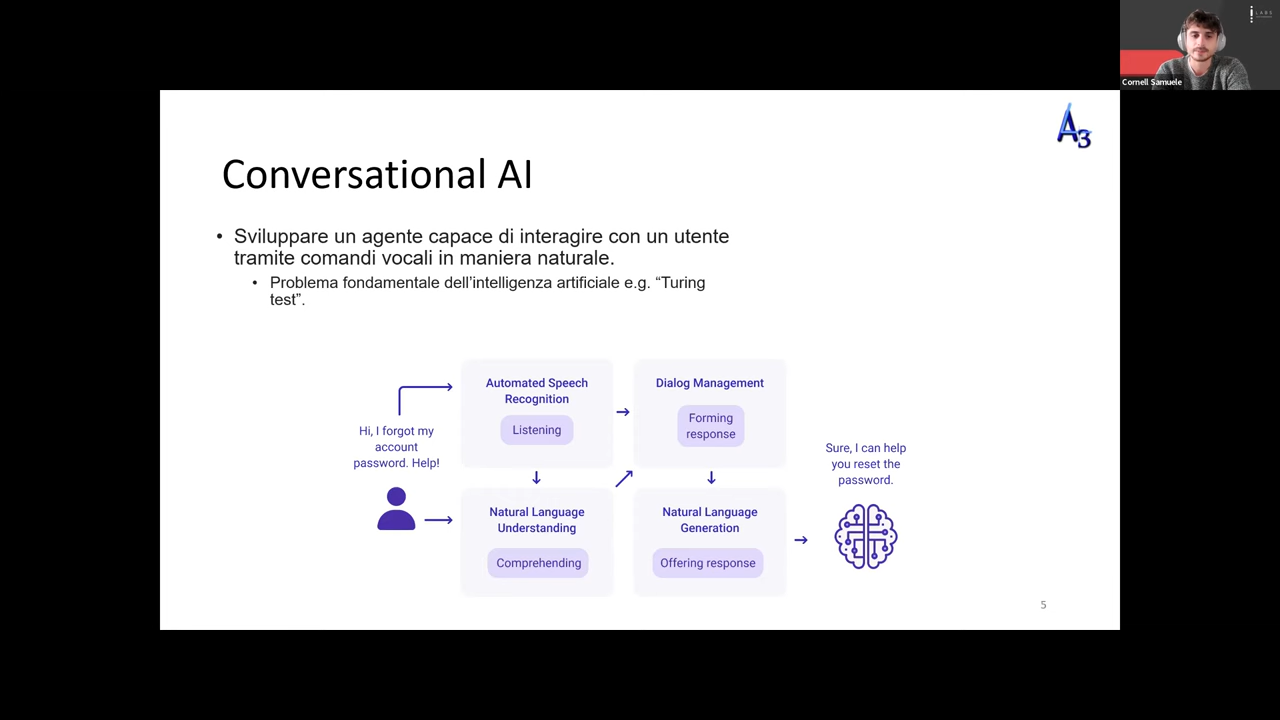 LABS
Cornell Samuele
A3
Conversational AI
• Sviluppare un agente capace di interagire con un utente
tramite comandi vocali in maniera naturale.
• Problema fondamentale dell’intelligenza artificiale e.g. “Turing
test”.
Hi, I forgot my
account
password. Help!
Automated Speech
Recognition
Listening
Dialog Management
Forming
response
Natural Language
Understanding
Comprehending
Natural Language
Generation
Offering response
Sure, I can help
you reset the
password.
5